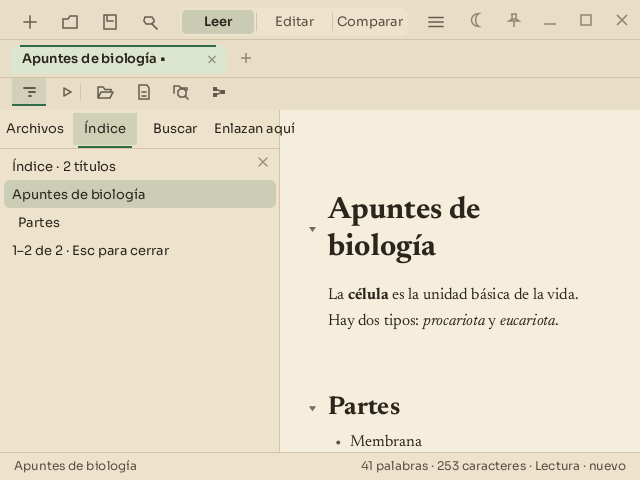 Leer Editar Comparar
Apuntes de biología •
Archivos Índice Buscar Enlazan aquí
Índice · 2 títulos
Apuntes de biología
Partes
1–2 de 2 · Esc para cerrar
Apuntes de
biología
La célula es la unidad básica de la vida.
Hay dos tipos: procariota y eucariota.
Partes
• Membrana
Apuntes de biología 41 palabras · 253 caracteres · Lectura · nuevo